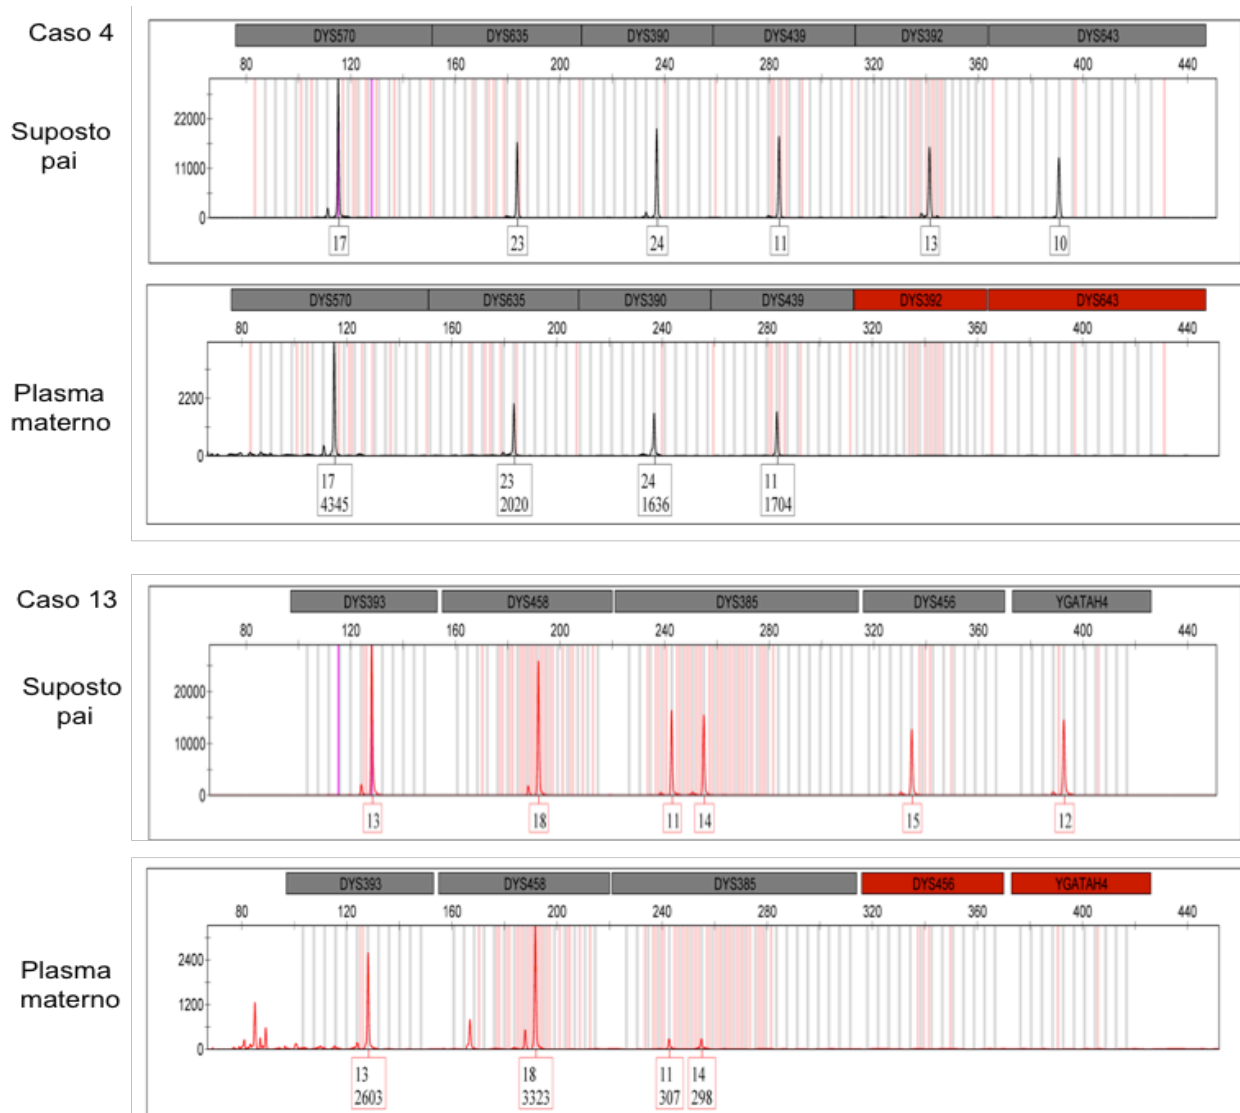 Caso 4
DYS570 DYS635 DYS390 DYS439 DYS392 DYS643
80 120 160 200 240 280 320 360 400 440
Suposto
pai
22000
11000
0
17 23 24 11 13 10
DYS570 DYS635 DYS390 DYS439 DYS392 DYS643
80 120 160 200 240 280 320 360 400 440
Plasma
materno
2200
0
17 23 24 11
4345 2020 1636 1704
Caso 13
DYS393 DYS458 DYS385 DYS456 YGATAH4
80 120 160 200 240 280 320 360 400 440
Suposto
pai
20000
10000
0
13 18 11 14 15 12
DYS393 DYS458 DYS385 DYS456 YGATAH4
80 120 160 200 240 280 320 360 400 440
Plasma
materno
2400
1200
0
13 18 11 14
2603 3323 307 298